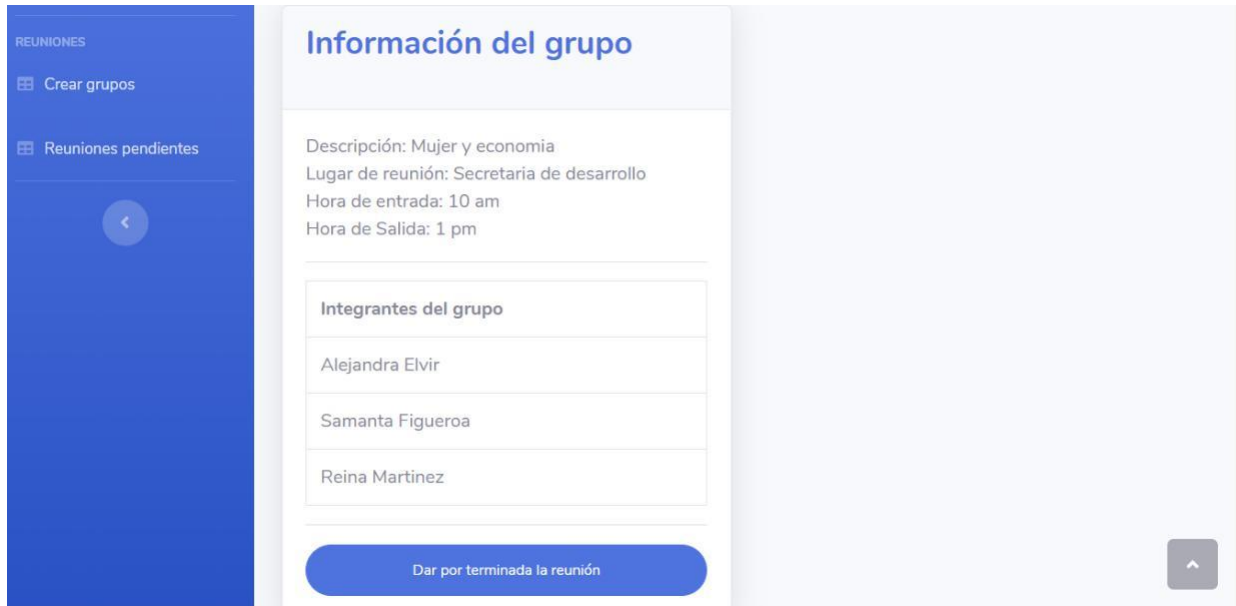 REUNIONES
Crear grupos
Reuniones pendientes
Información del grupo
Descripción: Mujer y economia
Lugar de reunión: Secretaria de desarrollo
Hora de entrada: 10 am
Hora de Salida: 1 pm
Integrantes del grupo
Alejandra Elvir
Samanta Figueroa
Reina Martinez
Dar por terminada la reunión